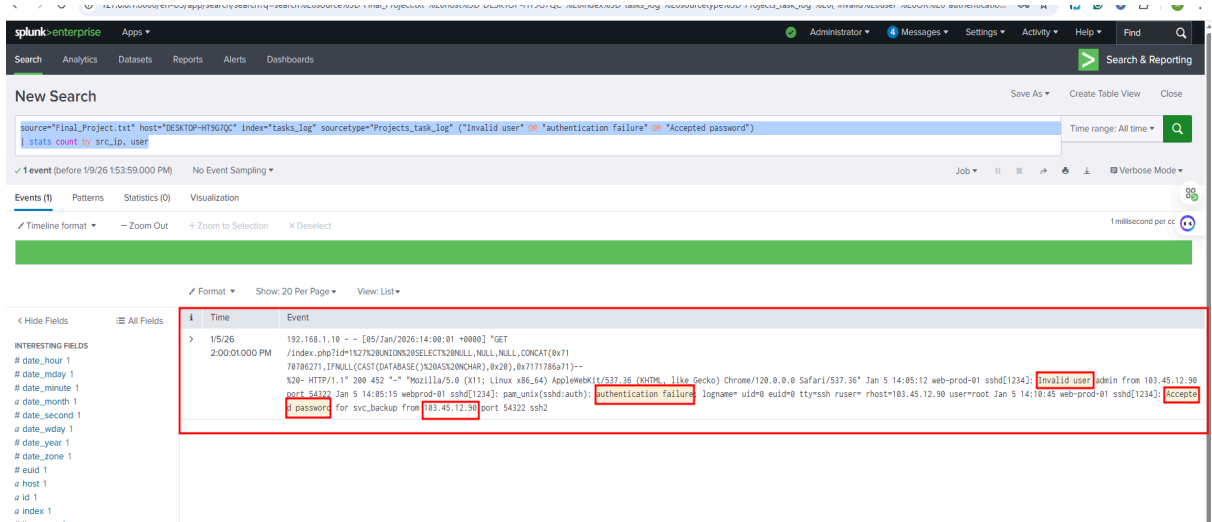 splunk>enterprise Apps ▾ Administrator ▾ 4 Messages ▾ Settings ▾ Activity ▾ Help ▾ Find
Search Analytics Datasets Reports Alerts Dashboards Search & Reporting
New Search Save As ▾ Create Table View Close
source="Final_Project.txt" host="DESKTOP-HT9G7QC" index="tasks_log" sourcetype="Projects_task_log" ("Invalid user" OR "authentication failure" OR "Accepted password") Time range: All time ▾
| stats count by src_ip, user
✓ 1 event (before 1/9/26 1:53:59.000 PM) No Event Sampling ▾ Job ▾ Verbose Mode ▾
Events (1) Patterns Statistics (0) Visualization
Timeline format ▾ — Zoom Out + Zoom to Selection × Deselect 1 millisecond per
Format ▾ Show: 20 Per Page ▾ View: List ▾
< Hide Fields All Fields i Time Event
INTERESTING FIELDS
# date_hour 1
# date_mday 1
# date_minute 1
a date_month 1
# date_second 1
a date_wday 1
# date_year 1
# date_zone 1
# euid 1
a host 1
a id 1
a index 1
> 1/5/26 2:00:01.000 PM
192.168.1.10 - - [05/Jan/2026:14:00:01 +0000] "GET
/index.php?id=1%27%20UNION%20SELECT%20NULL,NULL,NULL,CONCAT(0x71
70706271,IFNULL(CAST(DATABASE()%20AS%20NCHAR),0x20),0x7171786a71)--
%20- HTTP/1.1" 200 452 "-" "Mozilla/5.0 (X11; Linux x86_64) AppleWebKit/537.36 (KHTML, like Gecko) Chrome/120.0.0.0 Safari/537.36" Jan 5 14:05:12 web-prod-01 sshd[1234]: Invalid user admin from 103.45.12.90
port 54322 Jan 5 14:05:15 webprod-01 sshd[1234]: pam_unix(sshd:auth): authentication failure; logname= uid=0 euid=0 tty=ssh ruser= rhost=103.45.12.90 user=root Jan 5 14:10:45 web-prod-01 sshd[1234]: Accepte
d password for svc_backup from 103.45.12.90 port 54322 ssh2